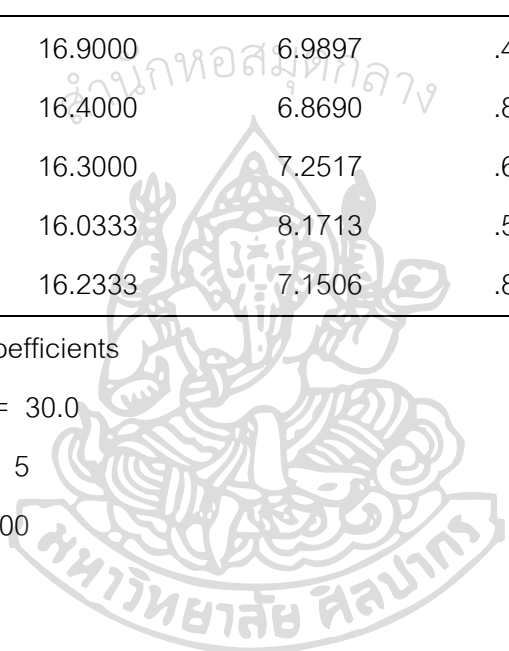 16.9000 6.9897 .4
สำนักหอสมุดกลาง
16.4000 6.8690 .8
16.3000 7.2517 .6
16.0333 8.1713 .5
16.2333 7.1506 .8
oefficients
= 30.0
5
00
มหาวิทยาลัย ศิลปากร